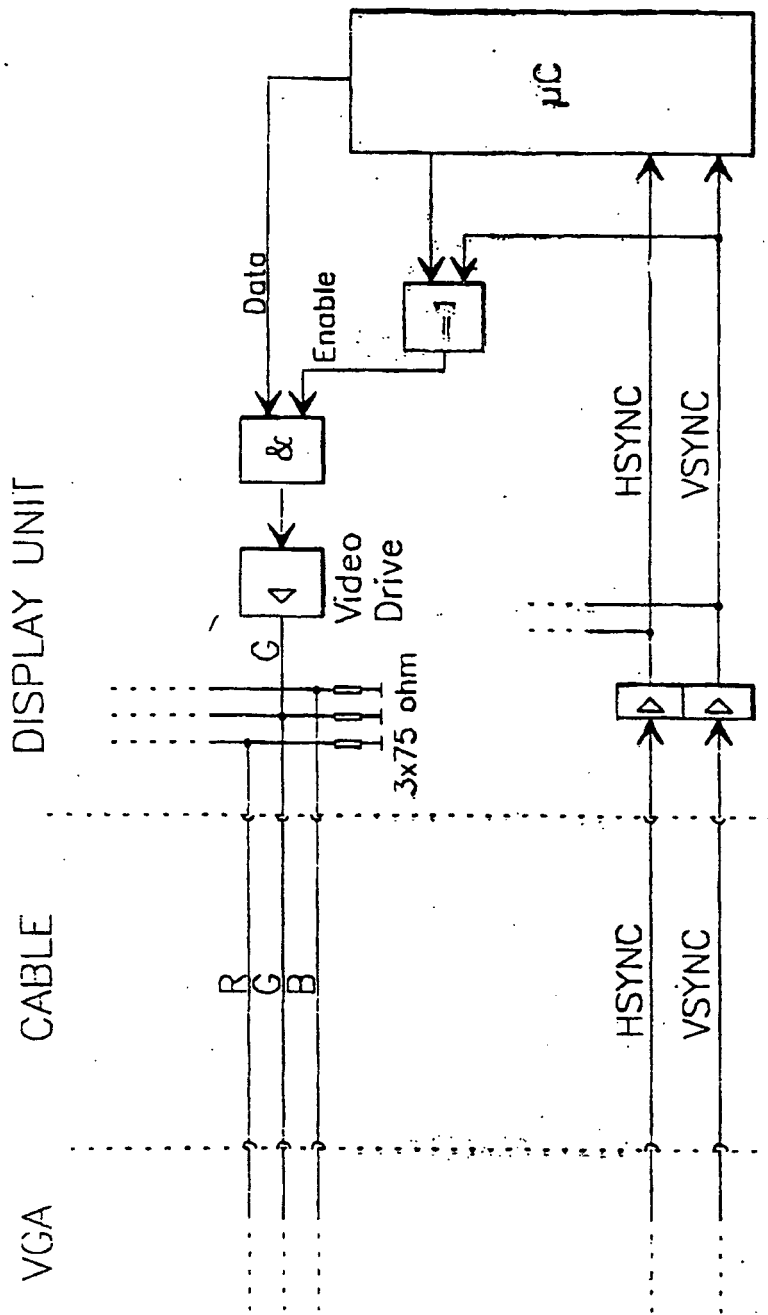 VGA
CABLE
DISPLAY UNIT
R
G
B
G
3x75 ohm
Video
Drive
&
Data
Enable
=1
µC
HSYNC
VSYNC
HSYNC
VSYNC